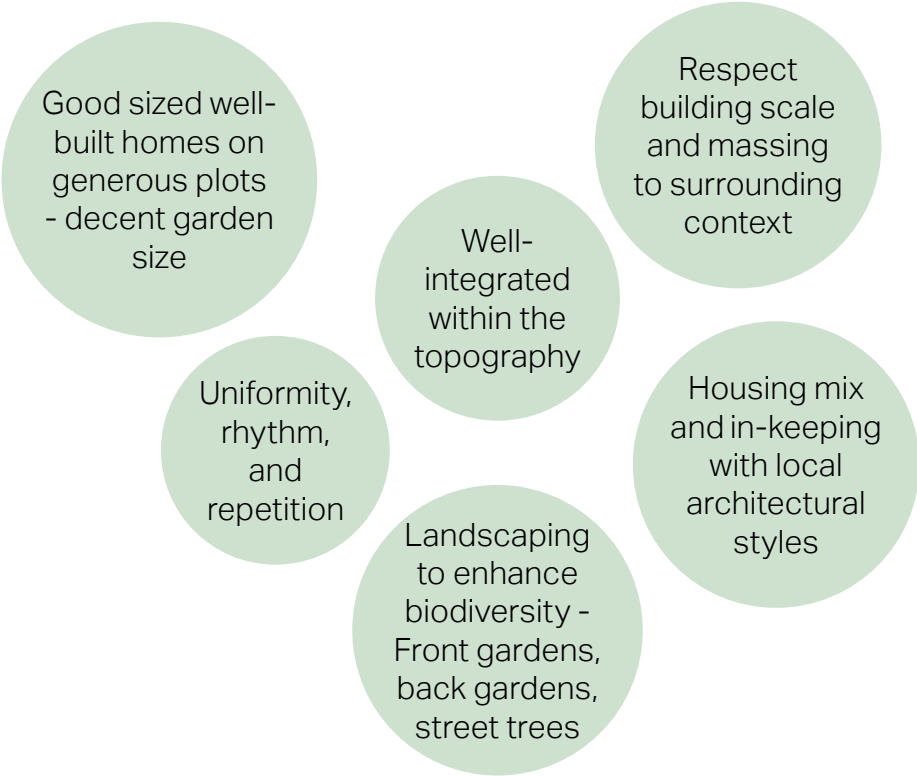 Good sized well-
built homes on
generous plots
- decent garden
size
Respect
building scale
and massing
to surrounding
context
Well-
integrated
within the
topography
Uniformity,
rhythm,
and
repetition
Housing mix
and in-keeping
with local
architectural
styles
Landscaping
to enhance
biodiversity -
Front gardens,
back gardens,
street trees